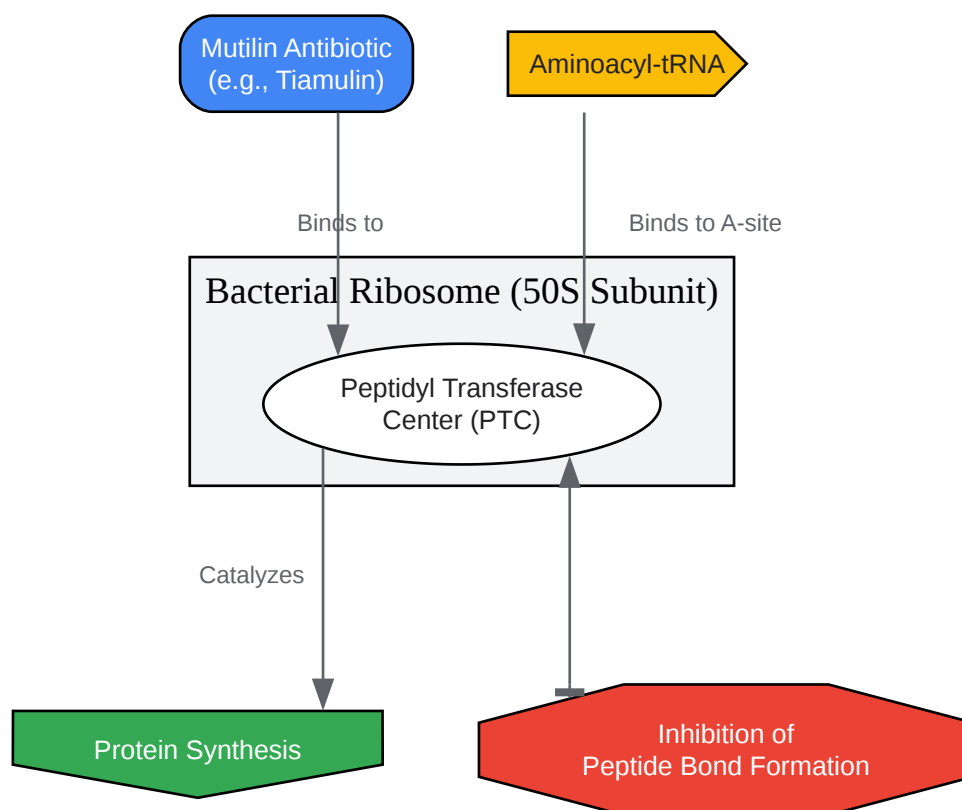 Mutilin Antibiotic
(e.g., Tiamulin)
Aminoacyl-tRNA
Binds to
Binds to A-site
Bacterial Ribosome (50S Subunit)
Peptidyl Transferase
Center (PTC)
Catalyzes
Protein Synthesis
Inhibition of
Peptide Bond Formation